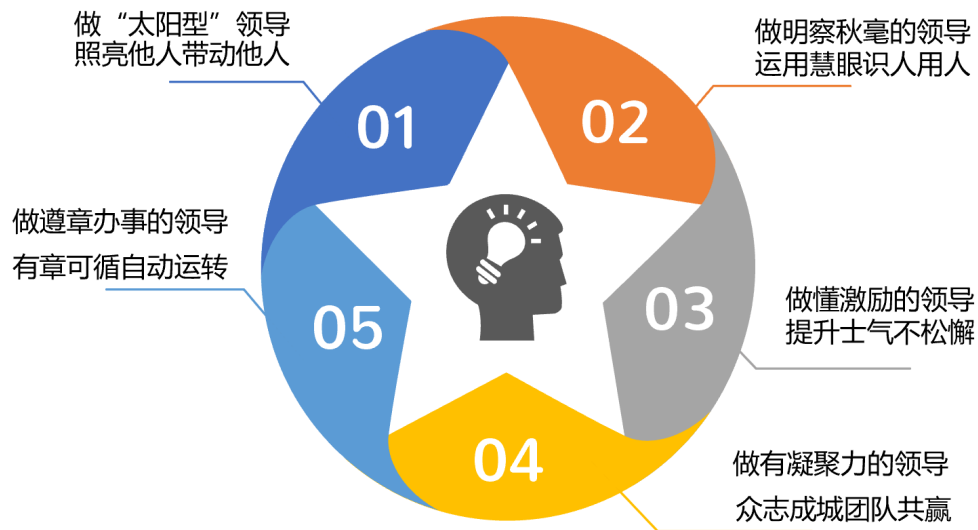 做“太阳型”领导
照亮他人带动他人
01
做明察秋毫的领导
运用慧眼识人用人
02
做懂激励的领导
提升士气不松懈
03
做有凝聚力的领导
众志成城团队共赢
04
做遵章办事的领导
有章可循自动运转
05